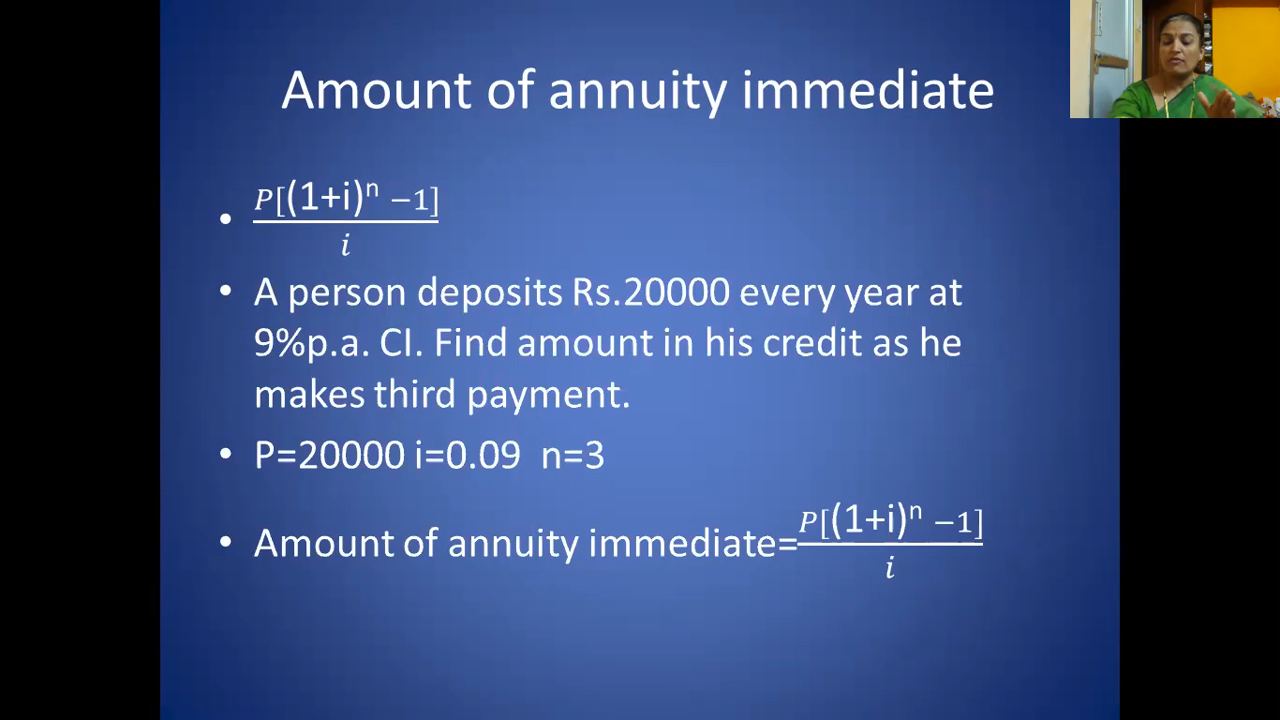 Amount of annuity immediate
• P[(1+i)ⁿ −1]
i
• A person deposits Rs.20000 every year at
9%p.a. CI. Find amount in his credit as he
makes third payment.
• P=20000 i=0.09 n=3
• Amount of annuity immediate= P[(1+i)ⁿ −1]
i